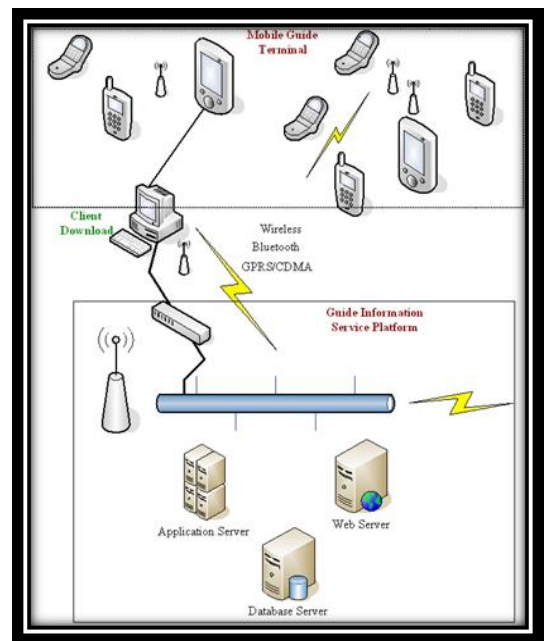 Mobile Guide
Terminal
Client
Download
Wireless
Bluetooth
GPRS/CDMA
Guide Information
Service Platform
Application Server
Web Server
Database Server